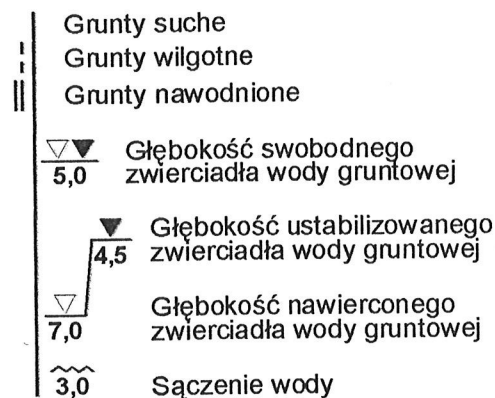 Grunty suche
Grunty wilgotne
Grunty nawodnione
Głębokość swobodnego
5,0 zwierciadła wody gruntowej
Głębokość ustabilizowanego
4,5 zwierciadła wody gruntowej
Głębokość nawierconego
7,0 zwierciadła wody gruntowej
3,0 Sączenie wody